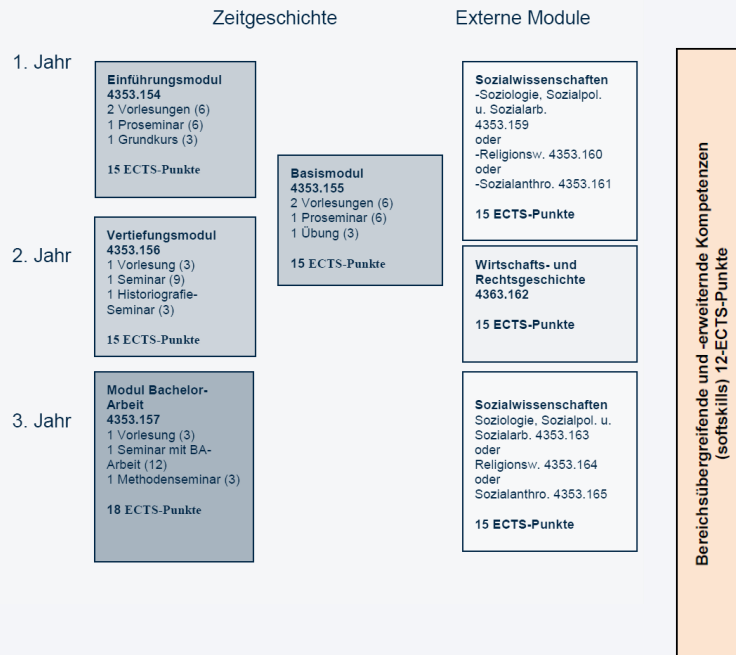 Zeitgeschichte
Externe Module
1. Jahr
Einführungsmodul
4353.154
2 Vorlesungen (6)
1 Proseminar (6)
1 Grundkurs (3)
15 ECTS-Punkte
Basismodul
4353.155
2 Vorlesungen (6)
1 Proseminar (6)
1 Übung (3)
15 ECTS-Punkte
Sozialwissenschaften
-Soziologie, Sozialpol.
u. Sozialarb.
4353.159
oder
-Religionsw. 4353.160
oder
-Sozialanthro. 4353.161
15 ECTS-Punkte
2. Jahr
Vertiefungsmodul
4353.156
1 Vorlesung (3)
1 Seminar (9)
1 Historiografie-
Seminar (3)
15 ECTS-Punkte
Wirtschafts- und
Rechtsgeschichte
4363.162
15 ECTS-Punkte
3. Jahr
Modul Bachelor-
Arbeit
4353.157
1 Vorlesung (3)
1 Seminar mit BA-
Arbeit (12)
1 Methodenseminar (3)
18 ECTS-Punkte
Sozialwissenschaften
Soziologie, Sozialpol. u.
Sozialarb. 4353.163
oder
Religionsw. 4353.164
oder
Sozialanthro. 4353.165
15 ECTS-Punkte
Bereichsübergreifende und -erweiternde Kompetenzen
(softskills) 12-ECTS-Punkte